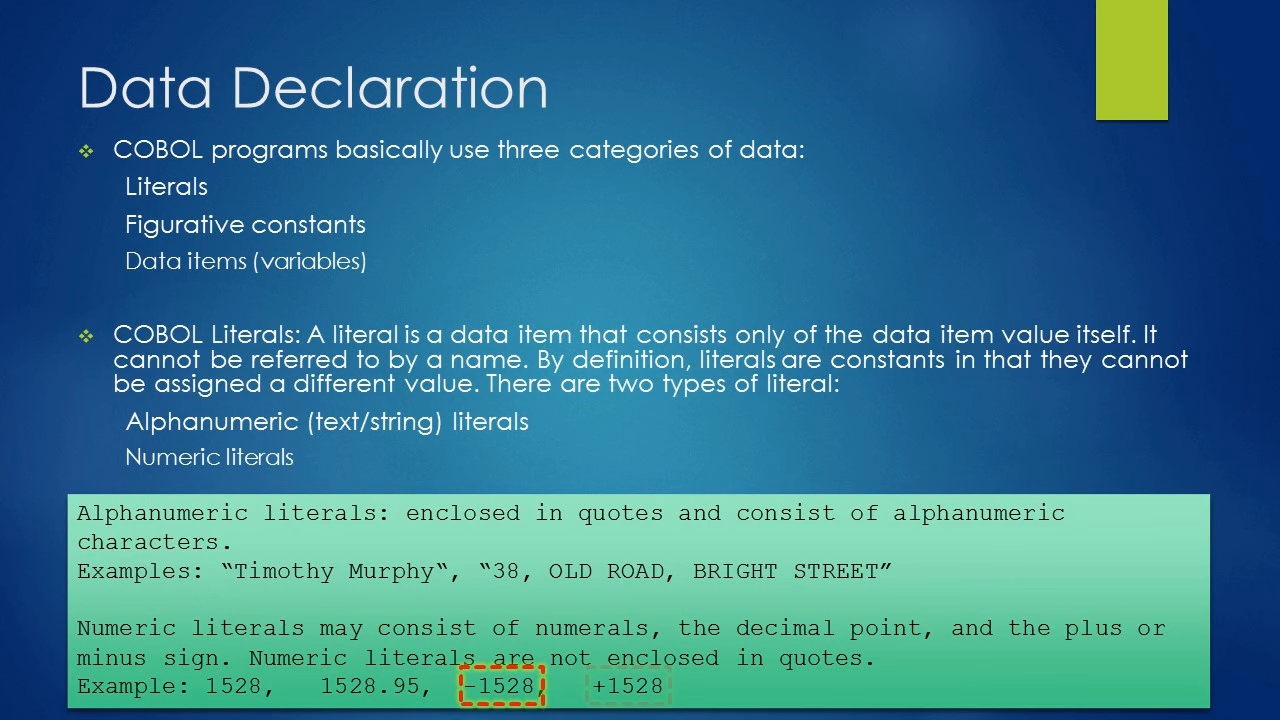 Data Declaration
COBOL programs basically use three categories of data:
Literals
Figurative constants
Data items (variables)
COBOL Literals: A literal is a data item that consists only of the data item value itself. It
cannot be referred to by a name. By definition, literals are constants in that they cannot
be assigned a different value. There are two types of literal:
Alphanumeric (text/string) literals
Numeric literals
Alphanumeric literals: enclosed in quotes and consist of alphanumeric
characters.
Examples: “Timothy Murphy“, “38, OLD ROAD, BRIGHT STREET”
Numeric literals may consist of numerals, the decimal point, and the plus or
minus sign. Numeric literals are not enclosed in quotes.
Example: 1528, 1528.95, -1528, +1528